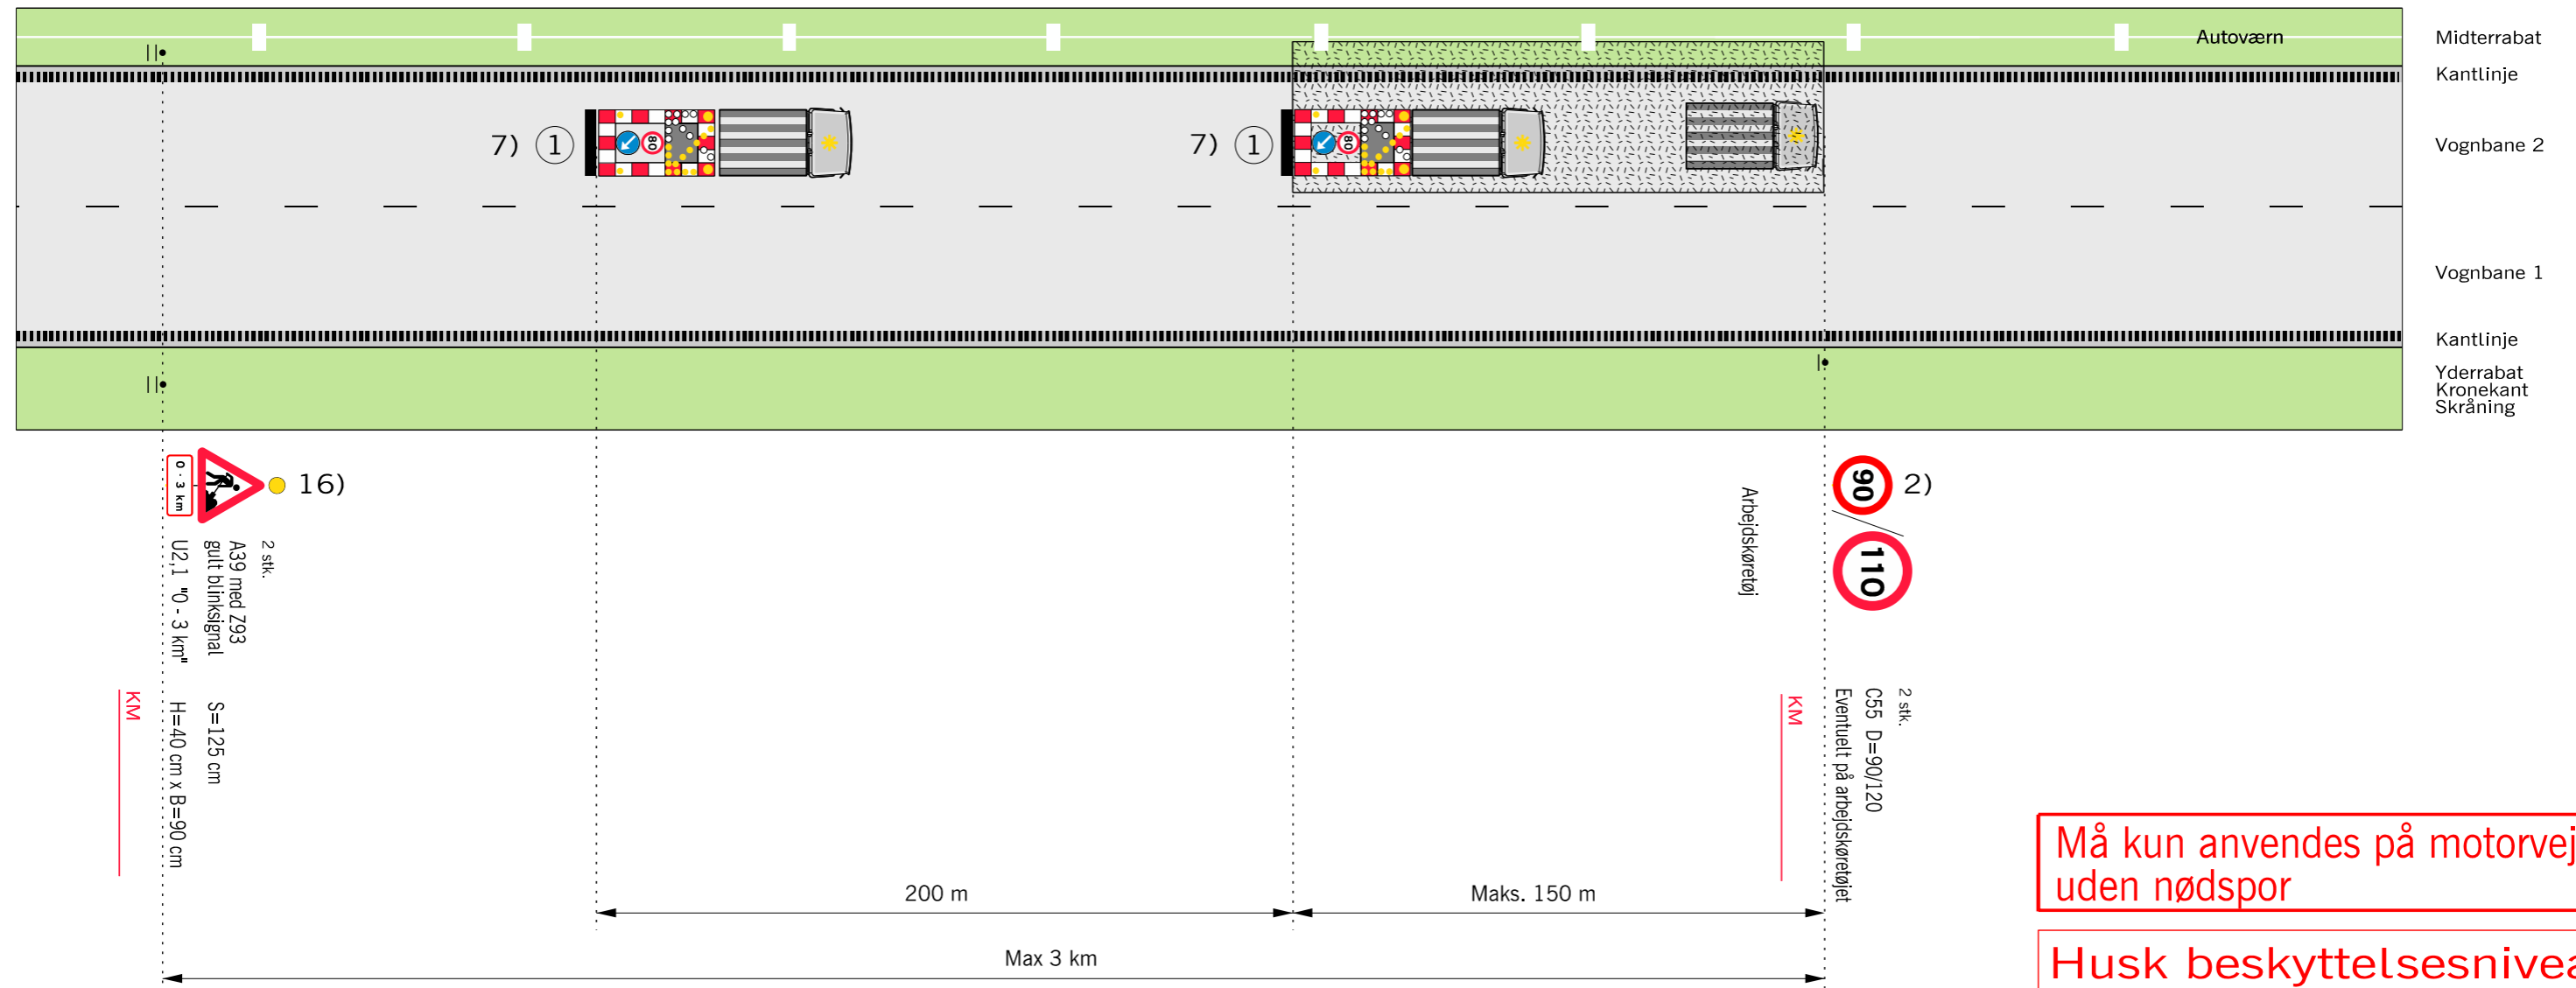 Autoværn
Midterrabat
Kantlinje
Vognbane 2
Vognbane 1
Kantlinje
Yderrabat
Kronekant
Skråning
7) 1
80
7) 1
80
0 - 3 km
16)
2 stk.
A39 med Z93
gult blinksignal S=125 cm
U2,1 "0 - 3 km" H=40 cm x B=90 cm
KM
Arbejdskøretøj
90
2)
110
2 stk.
C55 D=90/120
Eventuelt på arbejdskøretøjet
KM
200 m
Maks. 150 m
Max 3 km
Må kun anvendes på motorvej
uden nødspor
Husk